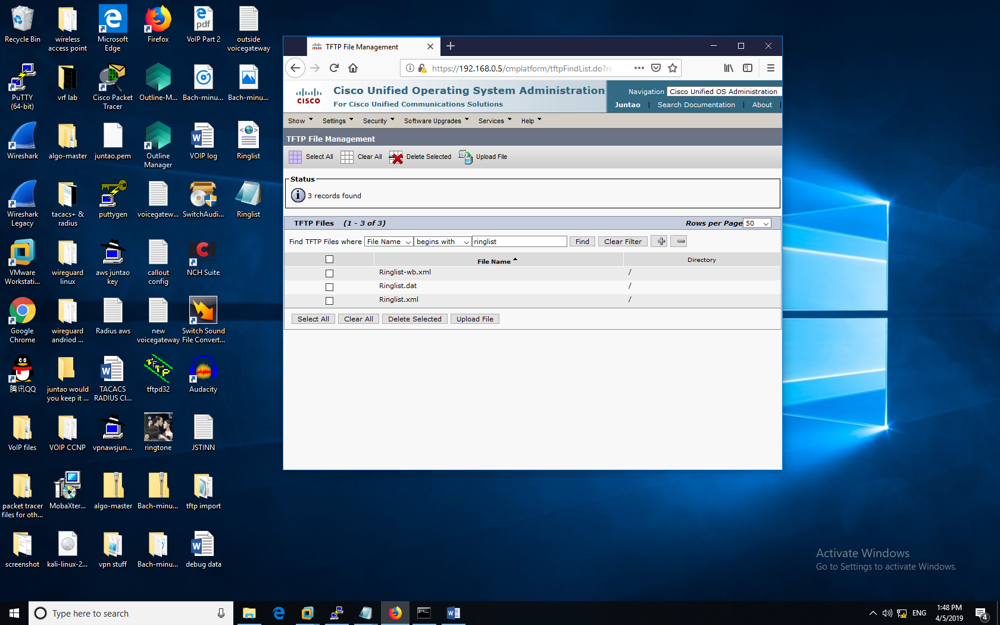 Recycle Bin
wireless
access point
Microsoft
Edge
Firefox
pdf
VoIP Part 2
outside
voicegateway
PuTTY
(64-bit)
vrf lab
Cisco Packet
Tracer
Outline-M...
Bach-minu...
Bach-minu...
Wireshark
algo-master
juntao.pem
Outline
Manager
VOIP log
Ringlist
Wireshark
Legacy
tacacs+ &
radius
puttygen
voicegatew...
SwitchAudi...
Ringlist
VMware
Workstati...
wireguard
linux
aws juntao
key
callout
config
NCH
NCH Suite
Google
Chrome
wireguard
andriod ...
Radius aws
new
voicegateway
Switch Sound
File Convert...
腾讯QQ
juntao would
you keep it ...
TACACS
RADIUS CI...
TFTP
tftpd32
Audacity
VoIP files
VOIP CCNP
vpnawsjun...
ringtone
JSTINN
packet tracer
files for oth...
MobaXter...
algo-master
Bach-minu...
tftp import
screenshot
kali-linux-2...
vpn stuff
Bach-minu...
debug data
TFTP File Management
https://192.168.0.5/cmplatform/tftpFindList.do?re
CISCO
Cisco Unified Operating System Administration
For Cisco Unified Communications Solutions
Navigation Cisco Unified OS Administration
Juntao | Search Documentation | About |
Show Settings Security Software Upgrades Services Help
TFTP File Management
Select All Clear All Delete Selected Upload File
Status
3 records found
TFTP Files (1 - 3 of 3) Rows per Page 50
Find TFTP Files where File Name begins with ringlist Find Clear Filter
File Name Directory
Ringlist-wb.xml /
Ringlist.dat /
Ringlist.xml /
Select All Clear All Delete Selected Upload File
Activate Windows
Go to Settings to activate Windows.
Type here to search
ENG
1:48 PM
4/5/2019
4